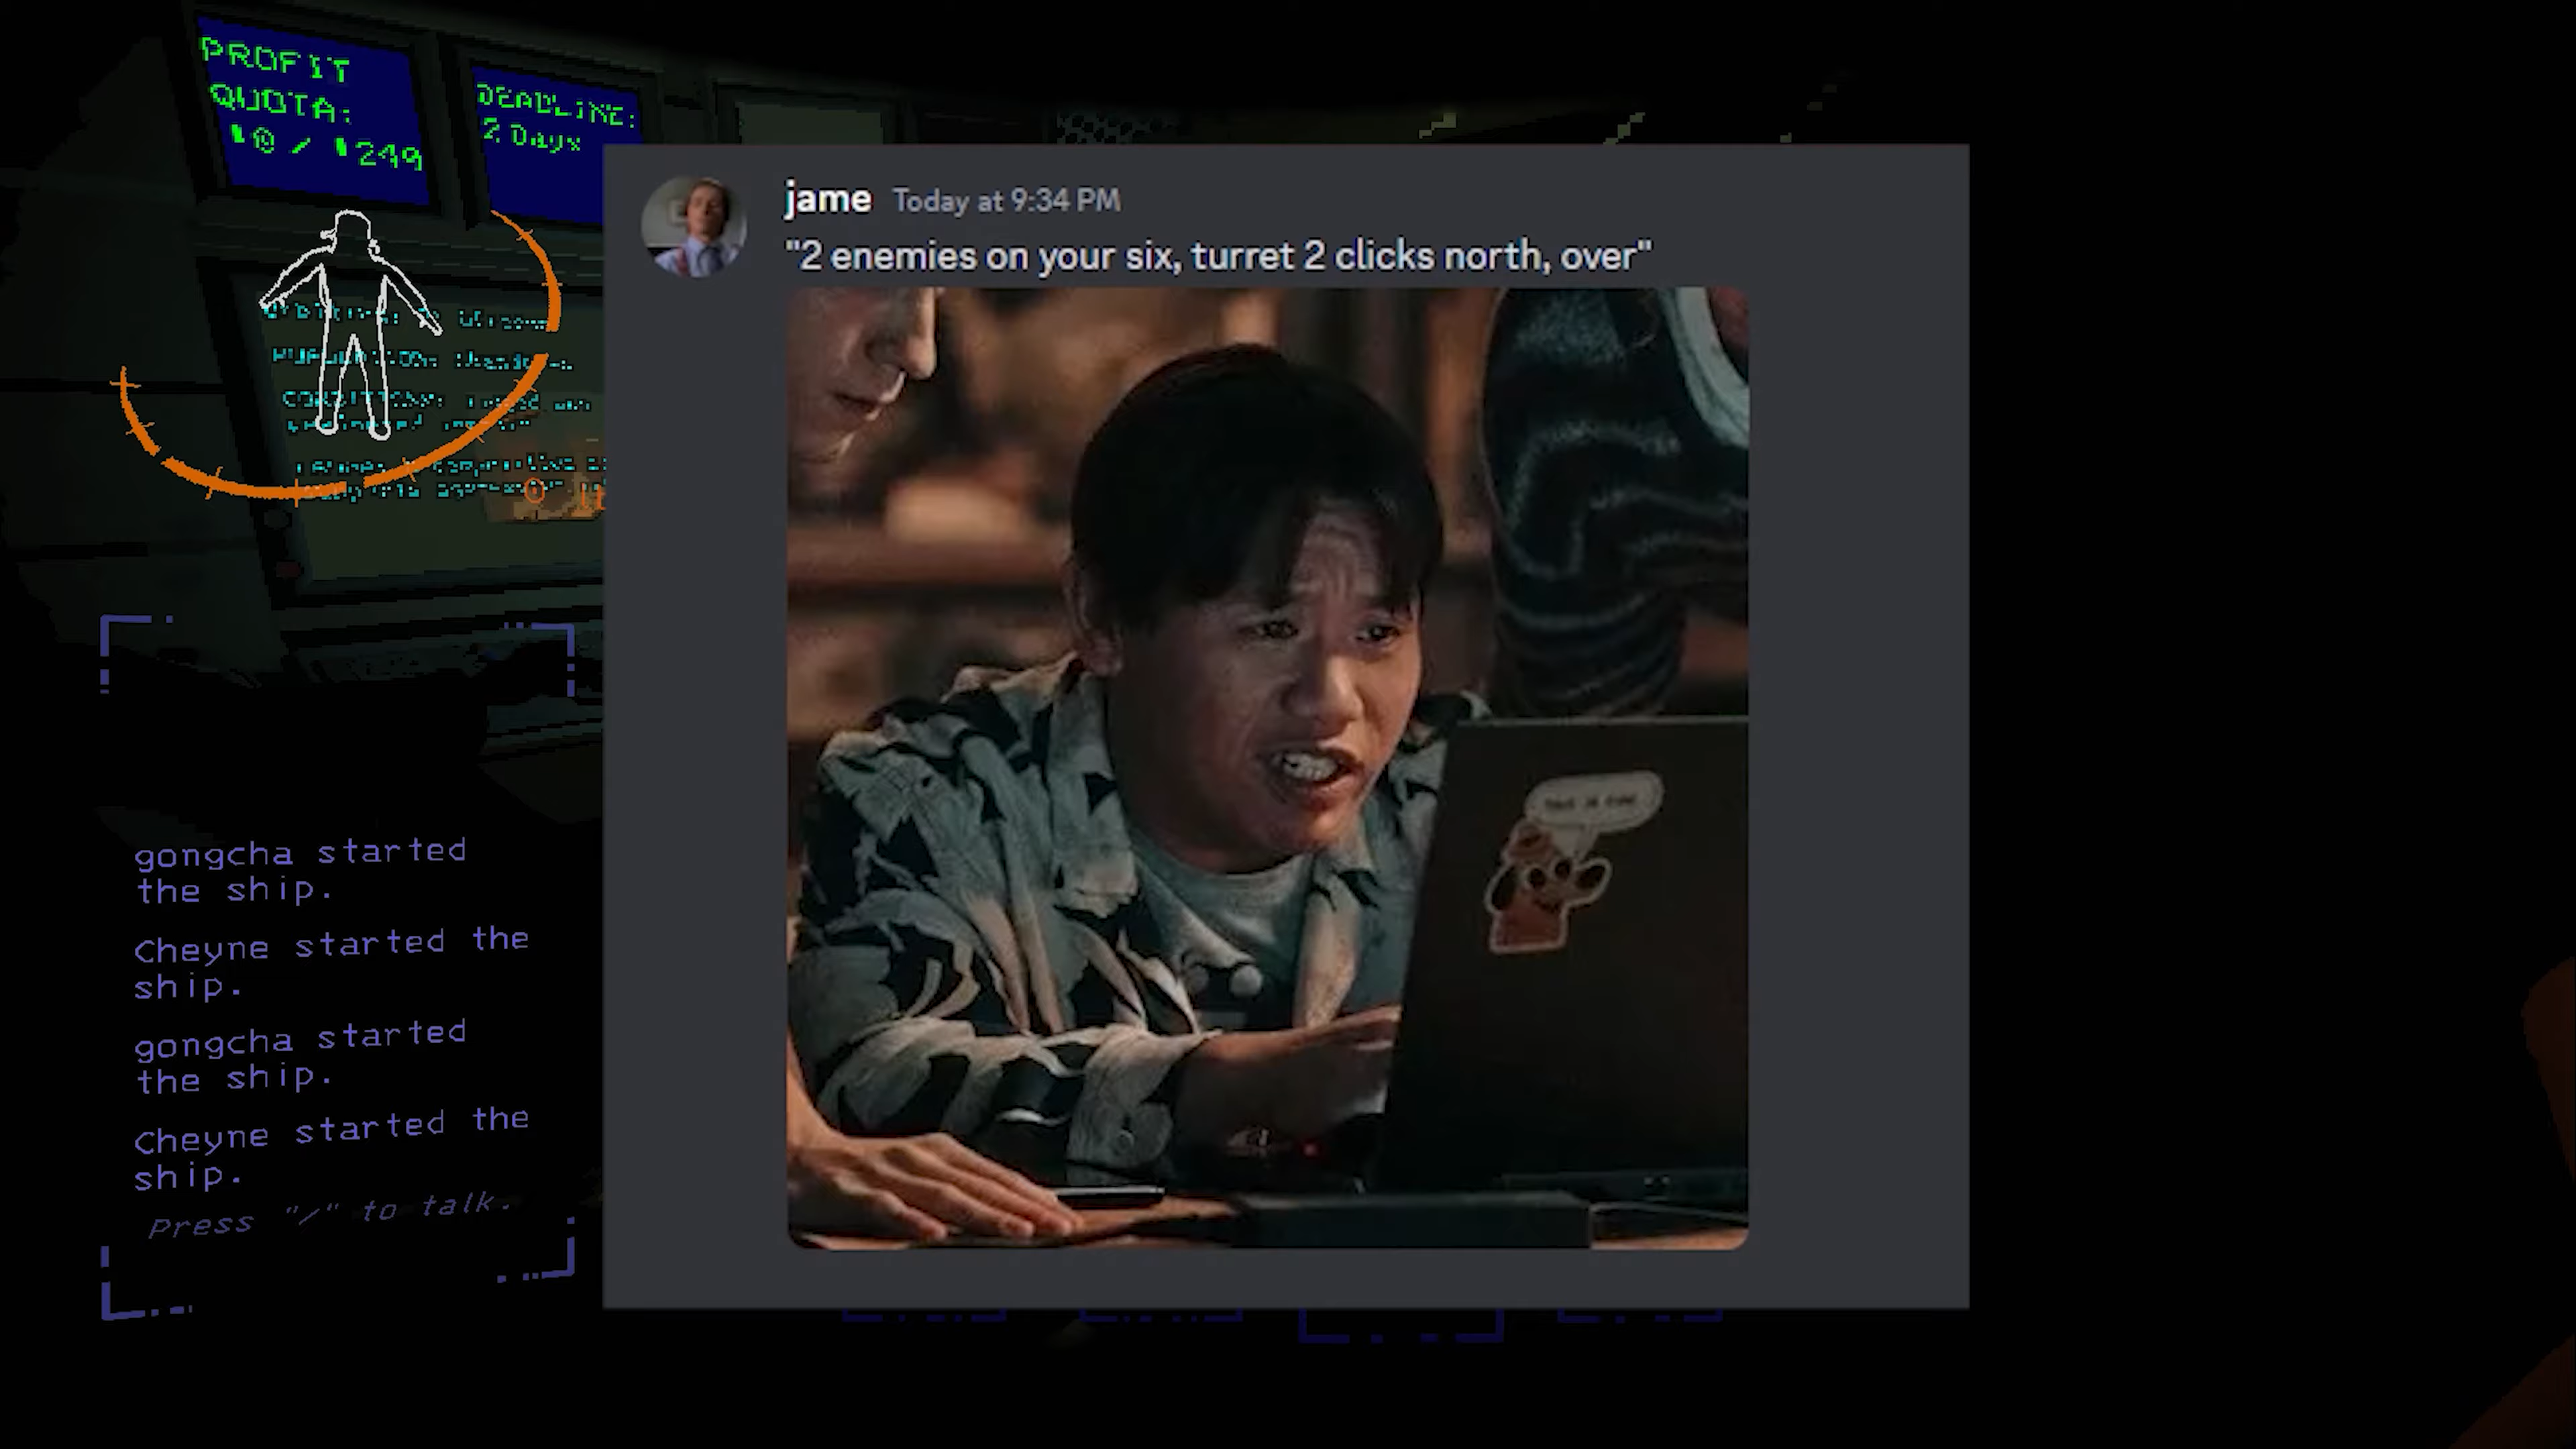 PROFIT
QUOTA:
0 / 249
DEADLINE:
2 Days
jame Today at 9:34 PM
"2 enemies on your six, turret 2 clicks north, over"
gongcha started
the ship.
Cheyne started the
ship.
gongcha started
the ship.
Cheyne started the
ship.
Press "/" to talk.